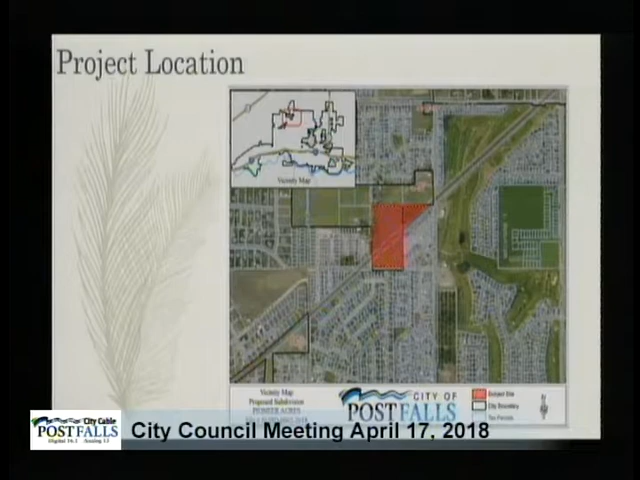 Project Location
Vicinity Map
Vicinity Map
Proposed Subdivision
PIONEER ACRES
CITY OF
POST FALLS
Subject Site
City Boundary
Tax Parcels
N
City Cable
POST FALLS
City Council Meeting April 17, 2018